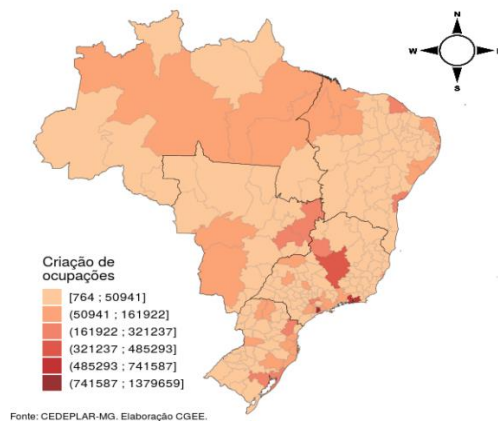 N
W
E
S
Criação de
ocupações
[764 ; 50941]
(50941 ; 161922]
(161922 ; 321237]
(321237 ; 485293]
(485293 ; 741587]
(741587 ; 1379659]
Fonte: CEDEPLAR-MG. Elaboração CGEE.